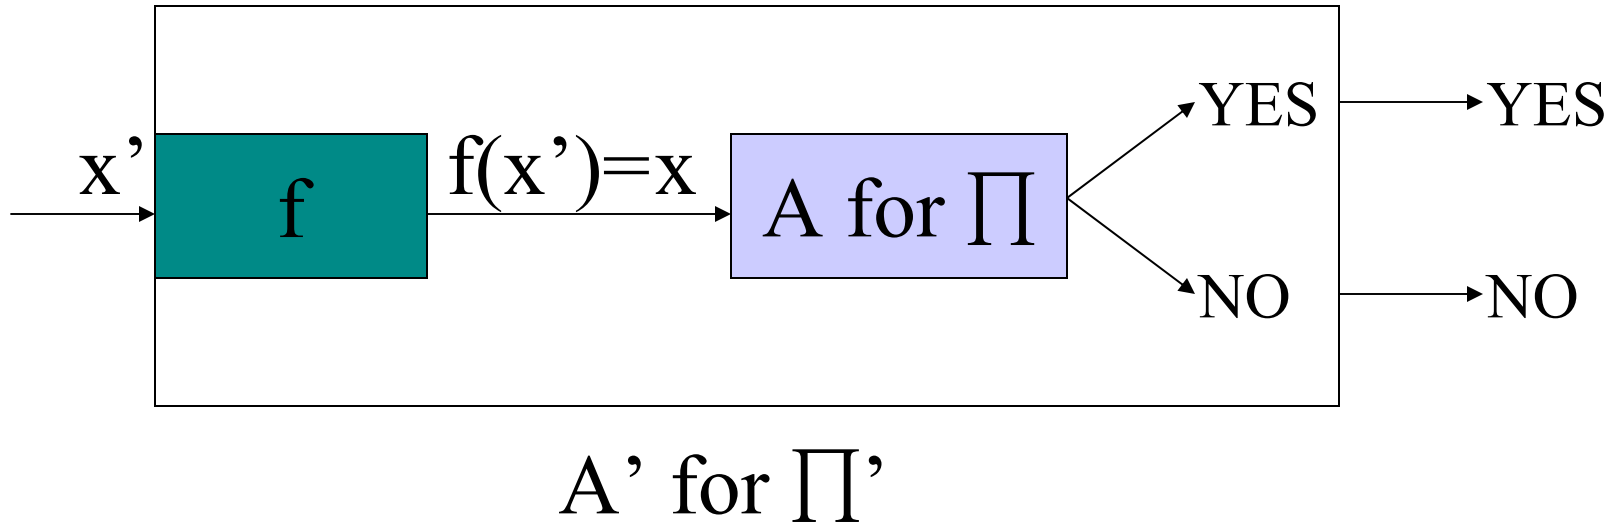 x’
f
f(x’)=x
A for ∏
YES
NO
YES
NO
A’ for ∏’